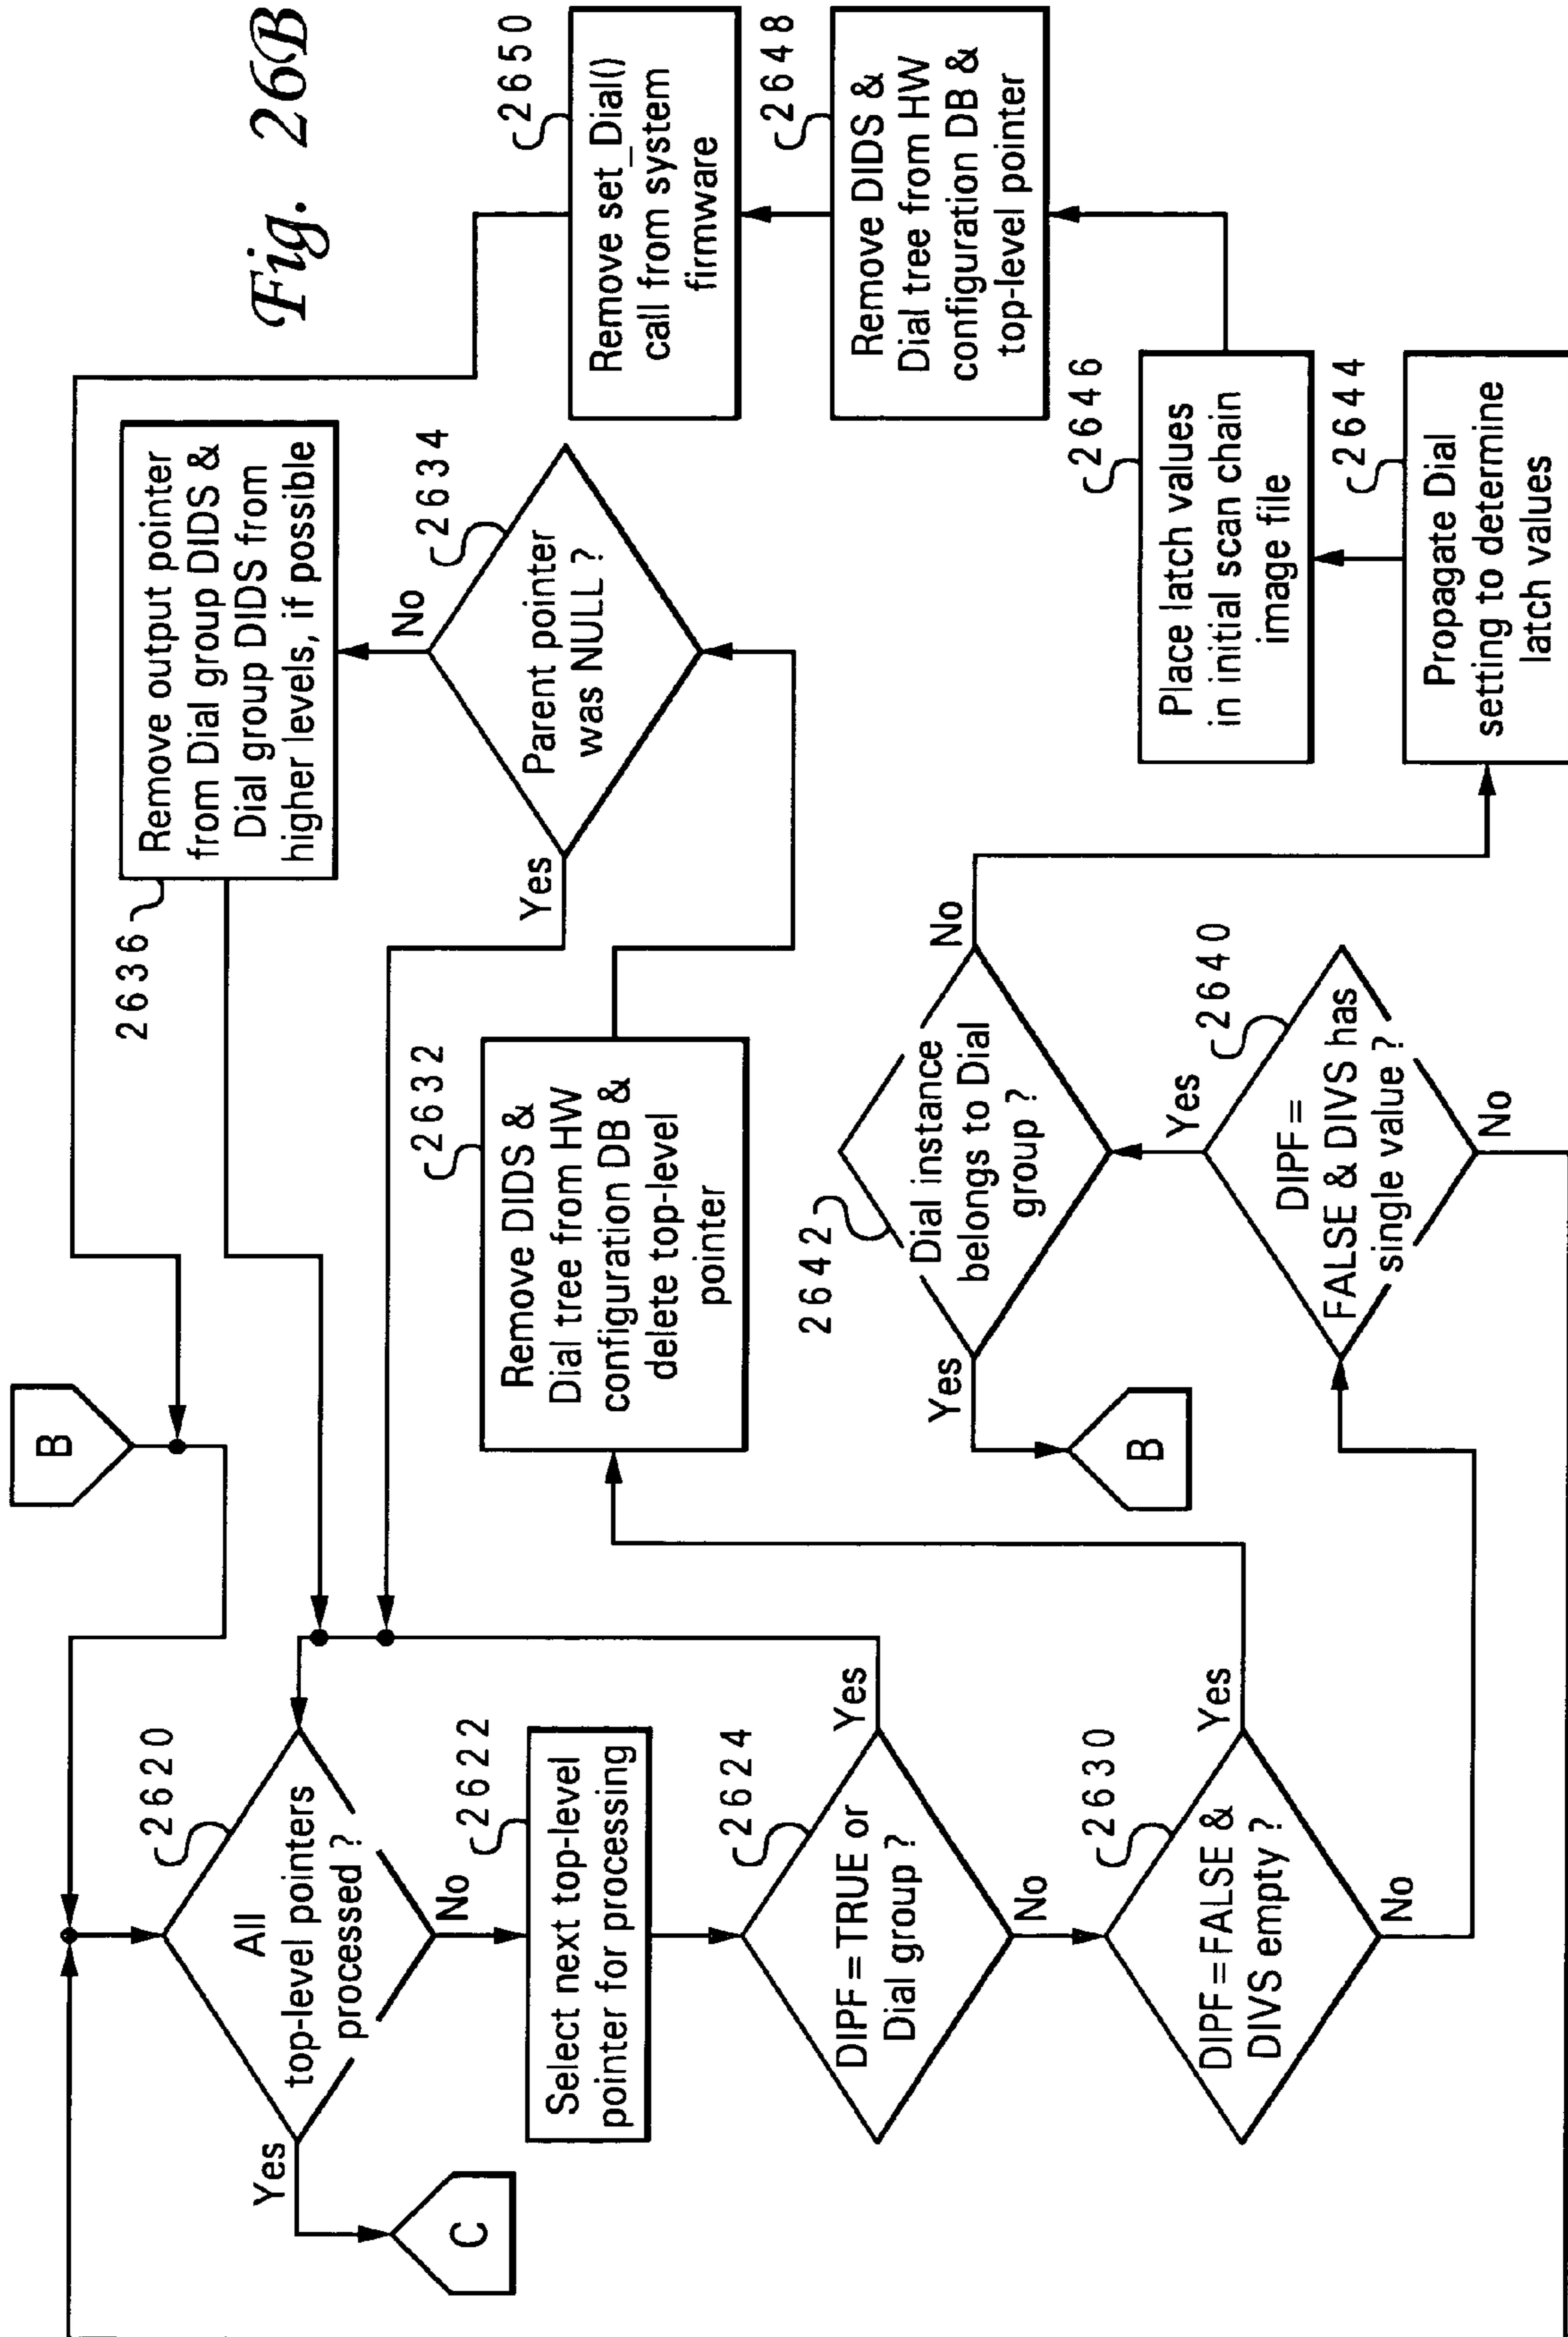 Fig. 26B
B
2620
All
top-level pointers
processed ?
Yes
No
C
2622
Select next top-level
pointer for processing
2624
DIPF = TRUE or
Dial group ?
Yes
No
2630
DIPF = FALSE &
DIVS empty ?
Yes
No
2632
Remove DIDS &
Dial tree from HW
configuration DB &
delete top-level
pointer
2634
Parent pointer
was NULL ?
Yes
No
2636
Remove output pointer
from Dial group DIDS &
Dial group DIDS from
higher levels, if possible
2640
DIPF =
FALSE & DIVS has
single value ?
Yes
No
2642
Dial instance
belongs to Dial
group ?
Yes
No
B
2644
Propagate Dial
setting to determine
latch values
2646
Place latch values
in initial scan chain
image file
2648
Remove DIDS &
Dial tree from HW
configuration DB &
top-level pointer
2650
Remove set_Dial()
call from system
firmware